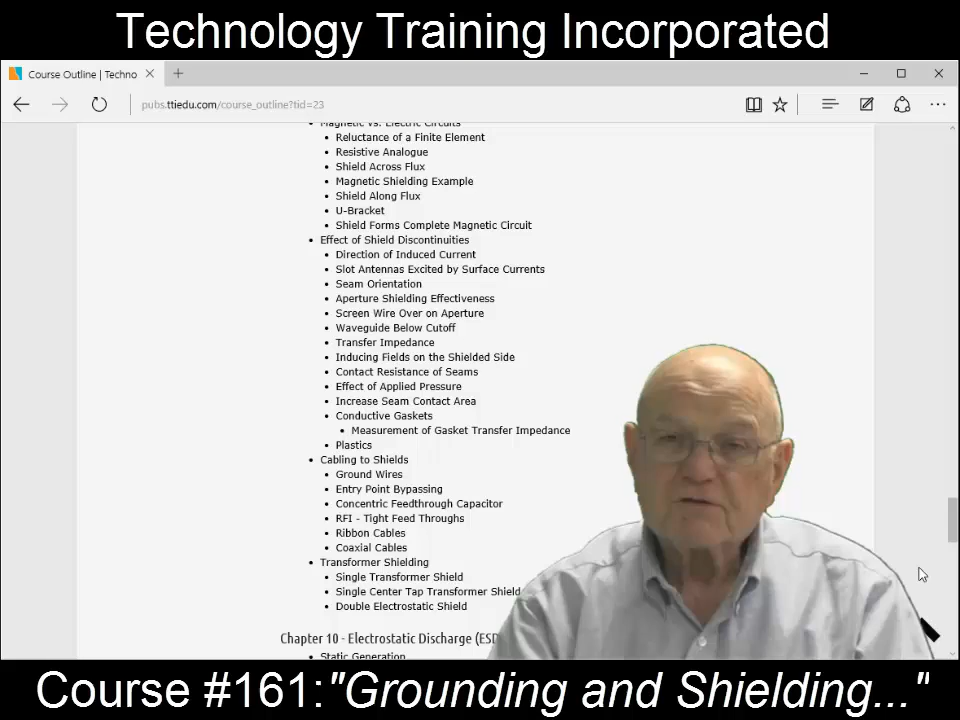 Technology Training Incorporated
Course Outline | Techno
pubs.ttiedu.com/course_outline?tid=23
Magnetic vs. Electric Circuits
Reluctance of a Finite Element
Resistive Analogue
Shield Across Flux
Magnetic Shielding Example
Shield Along Flux
U-Bracket
Shield Forms Complete Magnetic Circuit
Effect of Shield Discontinuities
Direction of Induced Current
Slot Antennas Excited by Surface Currents
Seam Orientation
Aperture Shielding Effectiveness
Screen Wire Over on Aperture
Waveguide Below Cutoff
Transfer Impedance
Inducing Fields on the Shielded Side
Contact Resistance of Seams
Effect of Applied Pressure
Increase Seam Contact Area
Conductive Gaskets
Measurement of Gasket Transfer Impedance
Plastics
Cabling to Shields
Ground Wires
Entry Point Bypassing
Concentric Feedthrough Capacitor
RFI - Tight Feed Throughs
Ribbon Cables
Coaxial Cables
Transformer Shielding
Single Transformer Shield
Single Center Tap Transformer Shield
Double Electrostatic Shield
Chapter 10 - Electrostatic Discharge (ESD
Static Generation
Course #161:"Grounding and Shielding..."